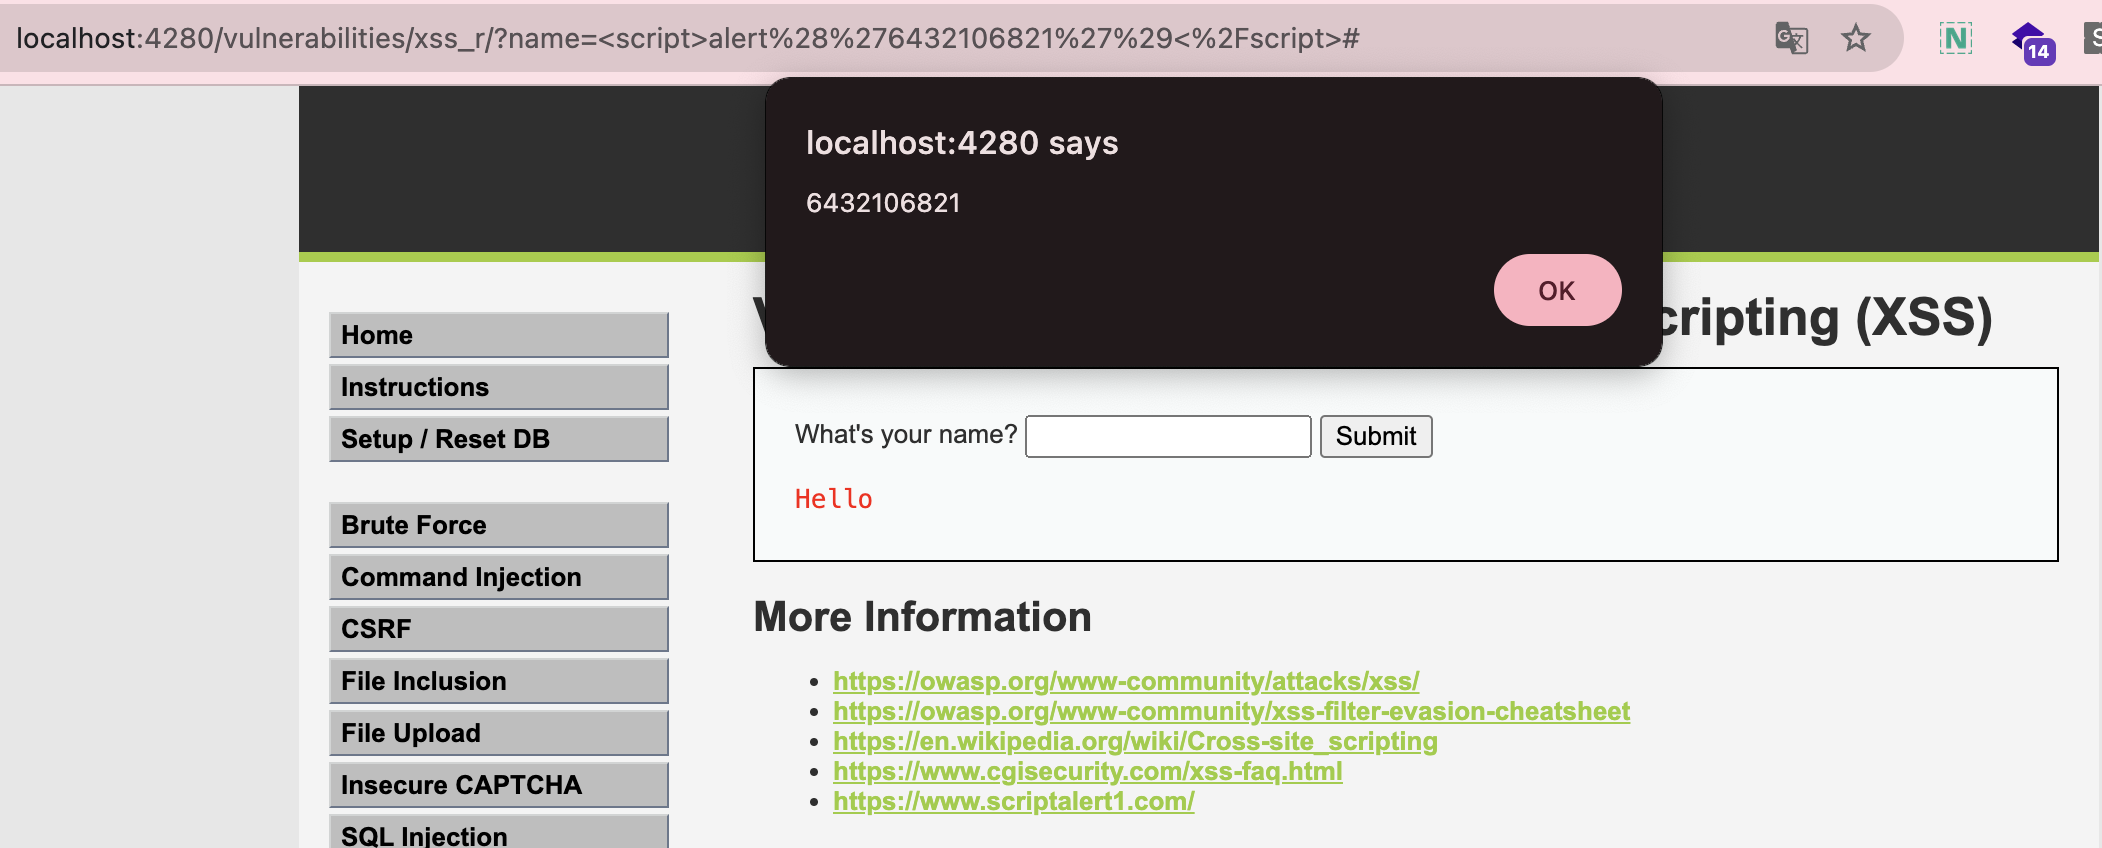 localhost:4280/vulnerabilities/xss_r/?name=<script>alert%28%276432106821%27%29<%2Fscript>#
14
localhost:4280 says
6432106821
OK
cripting (XSS)
Home
Instructions
Setup / Reset DB
Brute Force
Command Injection
CSRF
File Inclusion
File Upload
Insecure CAPTCHA
SQL Injection
What's your name? Submit
Hello
More Information
https://owasp.org/www-community/attacks/xss/
https://owasp.org/www-community/xss-filter-evasion-cheatsheet
https://en.wikipedia.org/wiki/Cross-site_scripting
https://www.cgisecurity.com/xss-faq.html
https://www.scriptalert1.com/